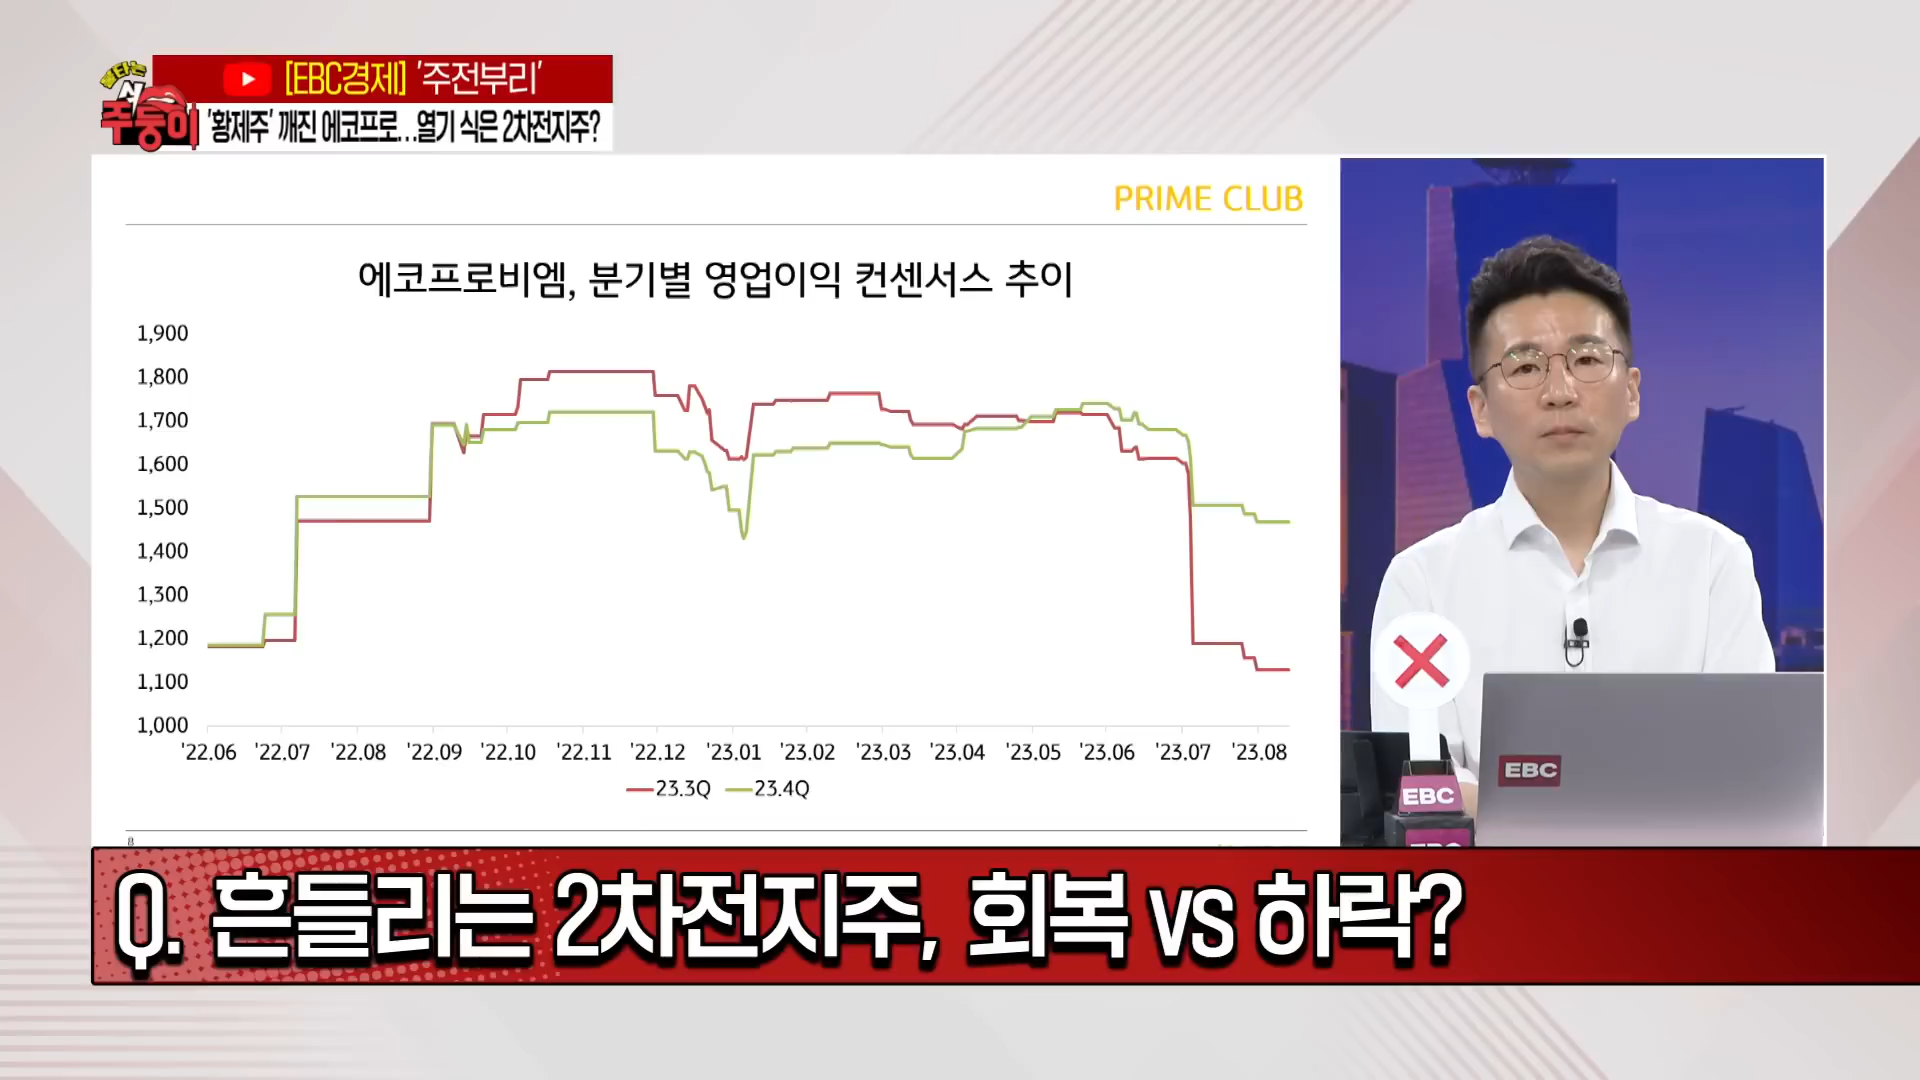 불타는
주둥이
[EBC경제] '주전부리'
'황제주' 깨진 에코프로...열기 식은 2차전지주?
PRIME CLUB
에코프로비엠, 분기별 영업이익 컨센서스 추이
1,900
1,800
1,700
1,600
1,500
1,400
1,300
1,200
1,100
1,000
'22.06 '22.07 '22.08 '22.09 '22.10 '22.11 '22.12 '23.01 '23.02 '23.03 '23.04 '23.05 '23.06 '23.07 '23.08
23.3Q 23.4Q
8
EBC
EBC
EBC
Q. 흔들리는 2차전지주, 회복 vs 하락?